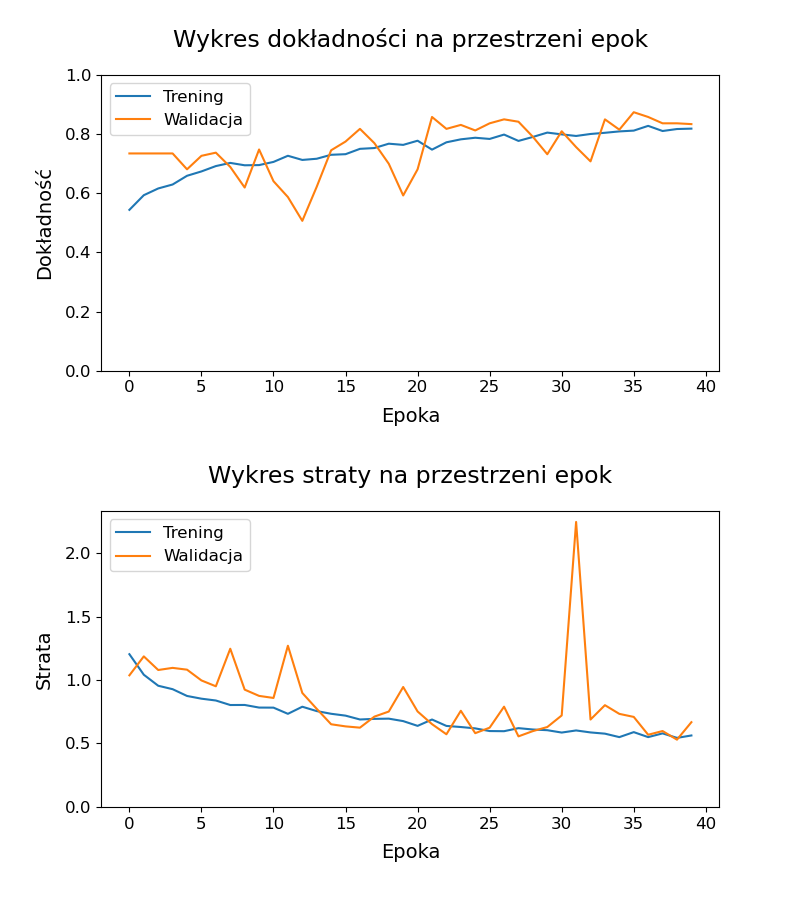 Wykres dokładności na przestrzeni epok
1.0
0.8
0.6
0.4
0.2
0.0
Dokładność
Trening
Walidacja
0 5 10 15 20 25 30 35 40
Epoka
Wykres straty na przestrzeni epok
2.0
1.5
1.0
0.5
0.0
Strata
Trening
Walidacja
0 5 10 15 20 25 30 35 40
Epoka